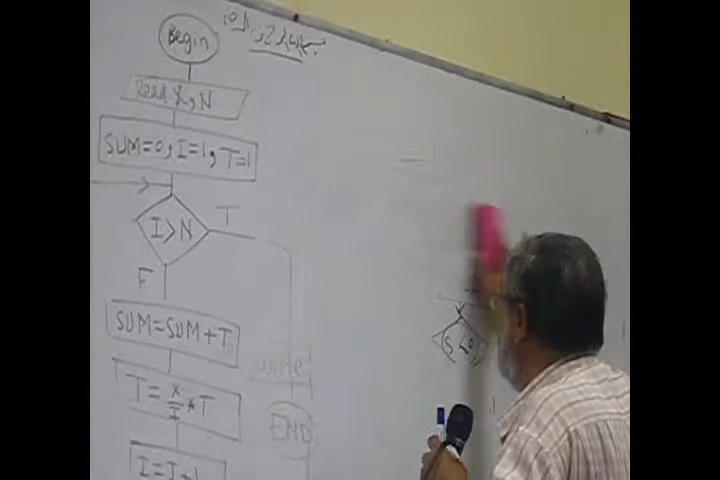 Begin
Read X, N
SUM=0, I=1, T=1
I>N
T
F
SUM=SUM+T
T= X/I * T
write
END